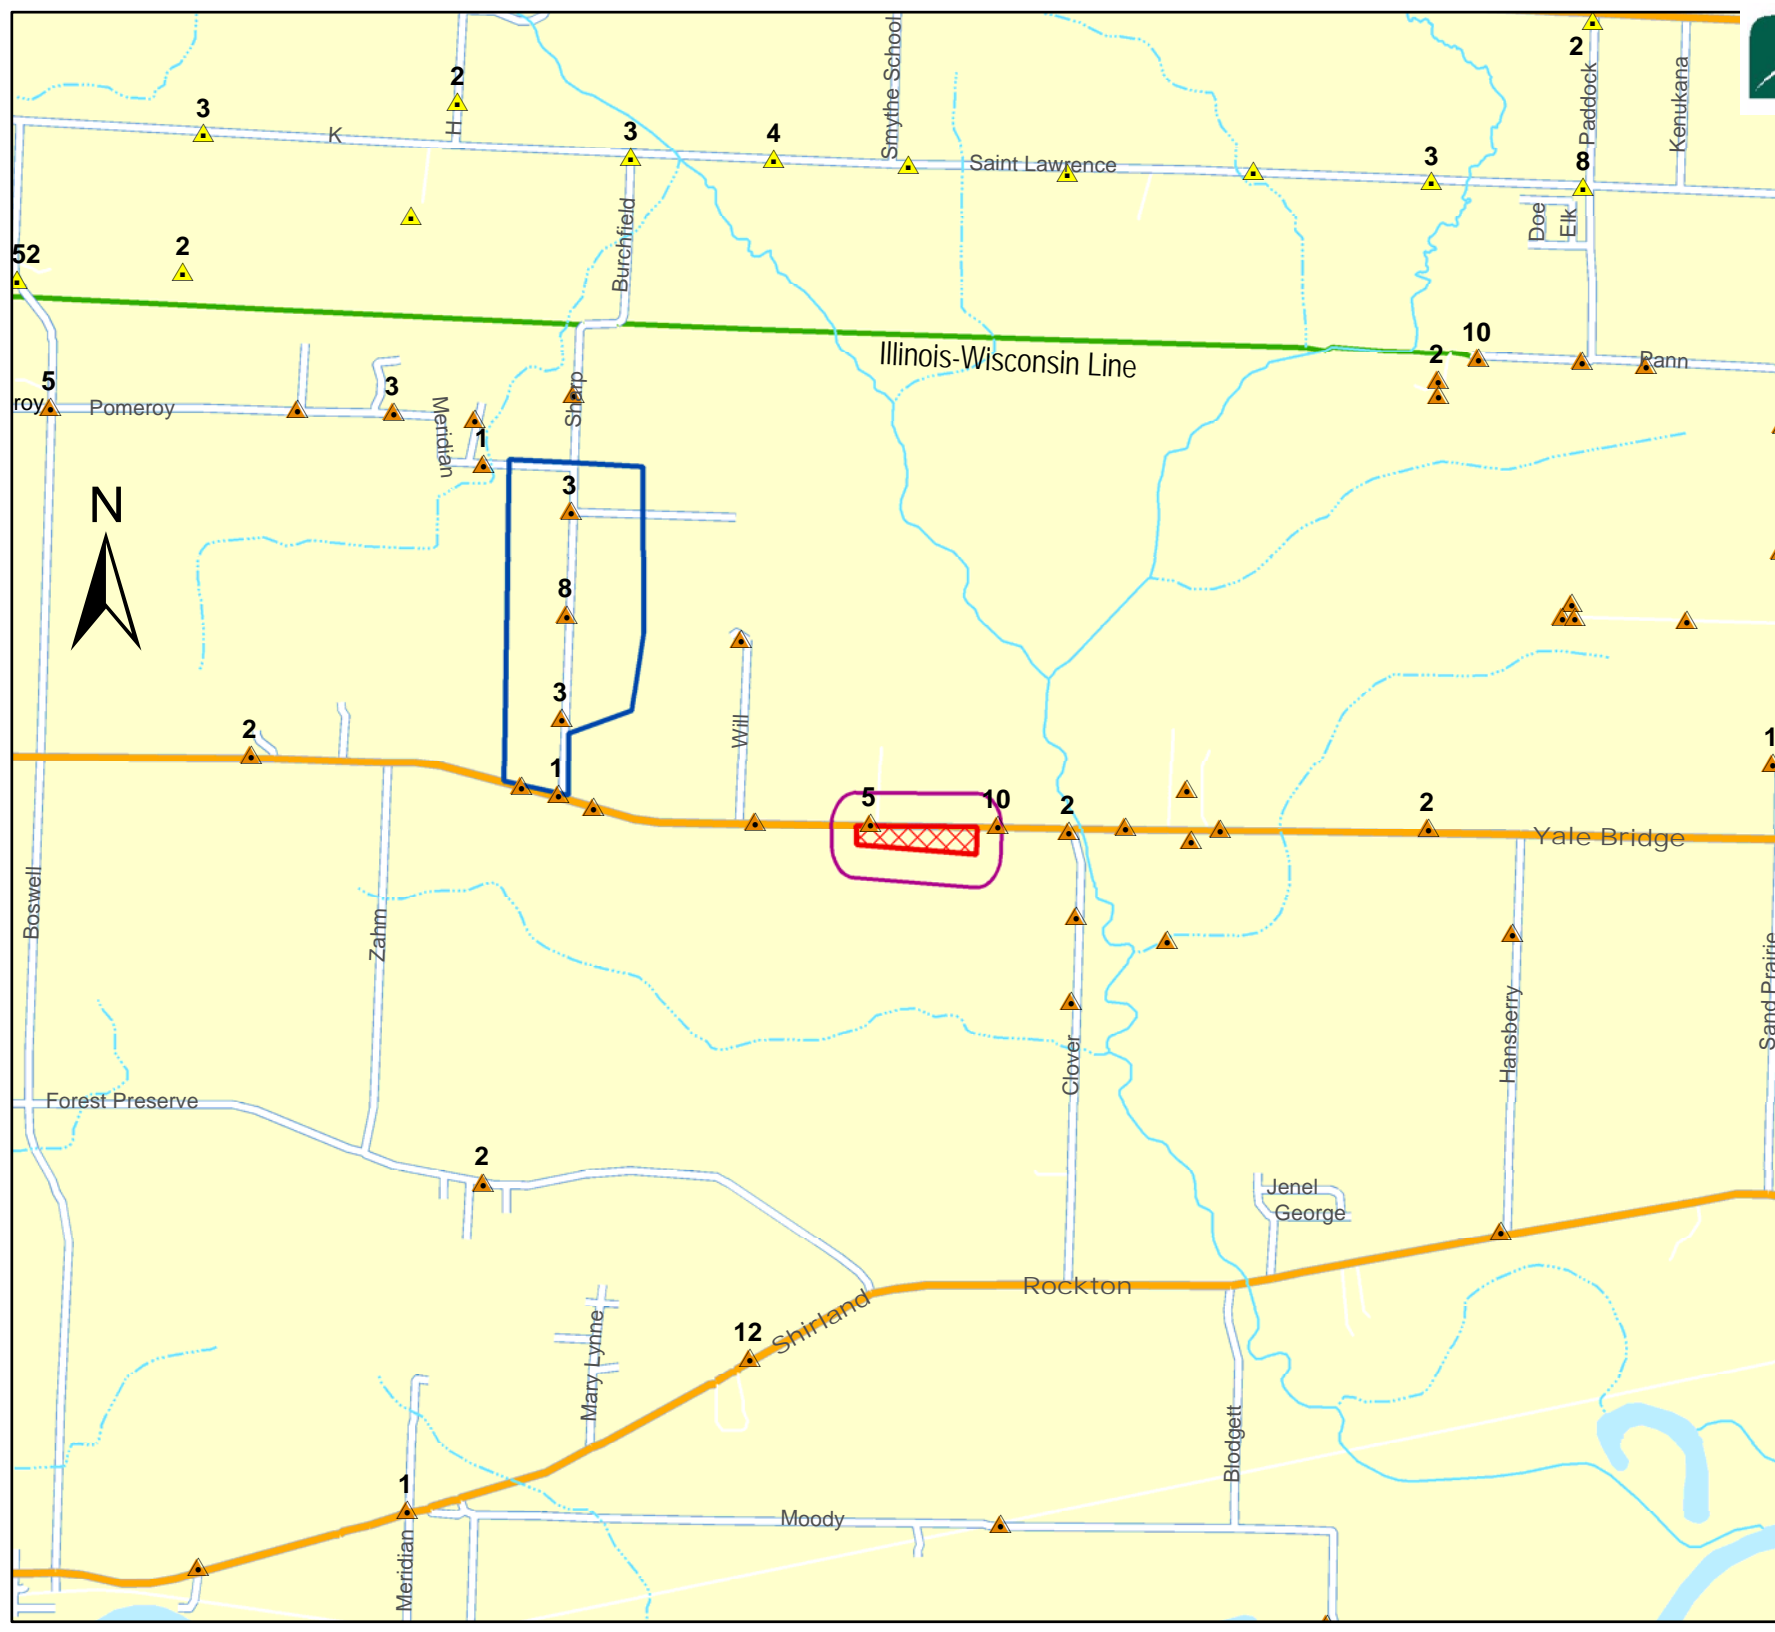 2
2
3
K
H
3
4
Smythe School
Saint Lawrence
3
Paddock
8
Kenukana
Doe
Elk
52
2
Burchfield
Illinois-Wisconsin Line
10
2
5
roy
Pomeroy
3
Meridian
1
Sharp
N
3
8
3
2
1
Will
5
10
2
2
Yale Bridge
1
Boswell
Zahm
Clover
Hansberry
Sand Prairie
Forest Preserve
2
Jenel
George
Rockton
Shirland
12
Mary Lynne
Blodgett
1
Meridian
Moody